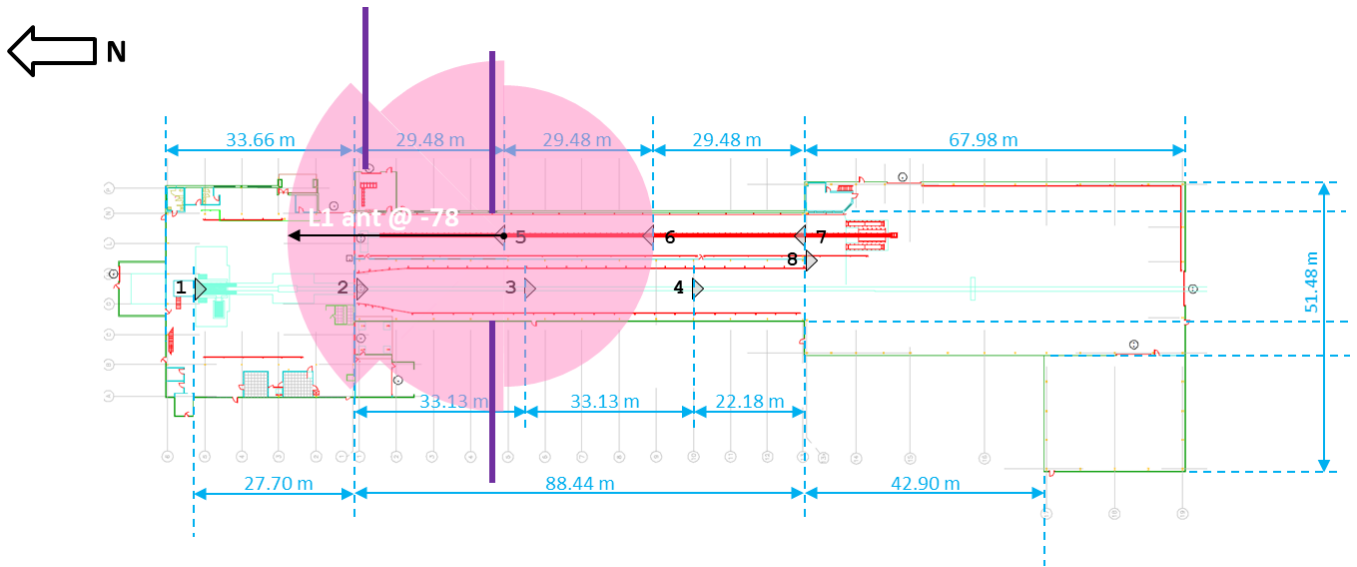 N
33.66 m
29.48 m
29.48 m
29.48 m
67.98 m
L1 ant @ -78
5
6
7
8
1
2
3
4
51.48 m
33.13 m
33.13 m
22.18 m
27.70 m
88.44 m
42.90 m